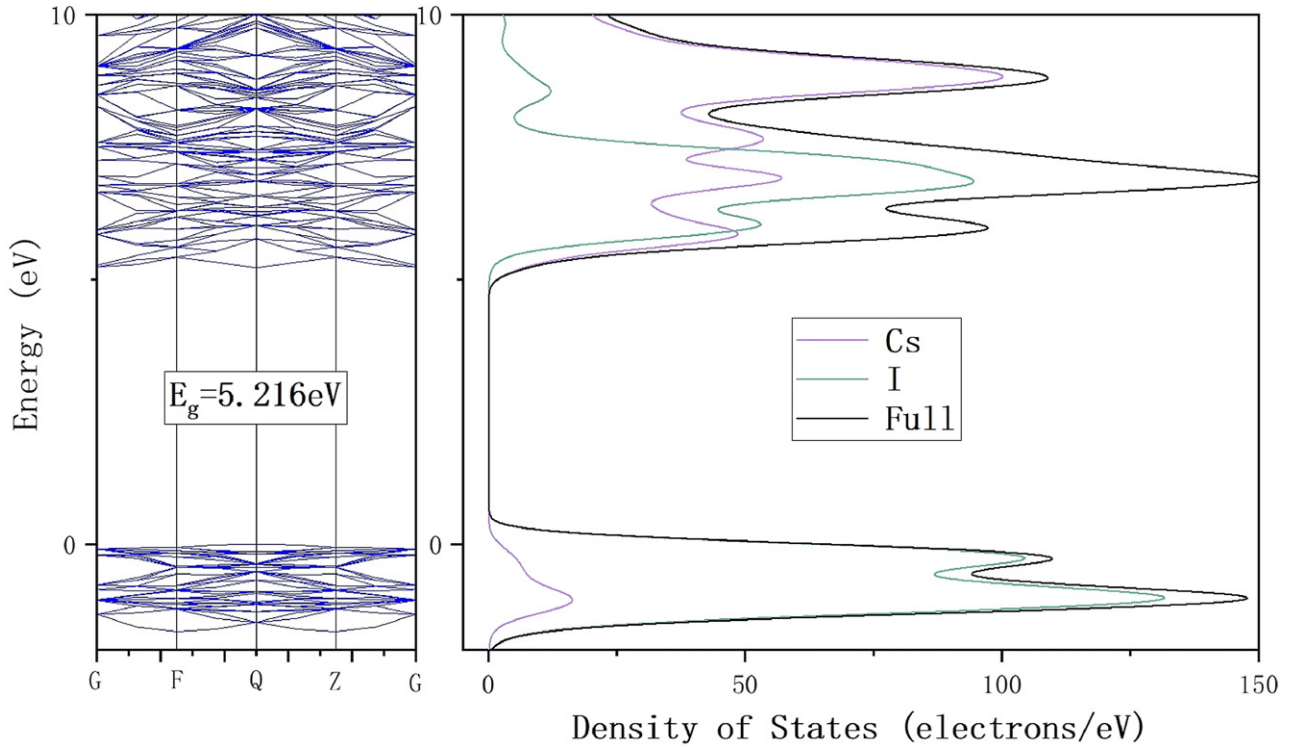 10
0
Energy (eV)
E_g=5.216eV
G F Q Z G
10
0
Cs
I
Full
0 50 100 150
Density of States (electrons/eV)